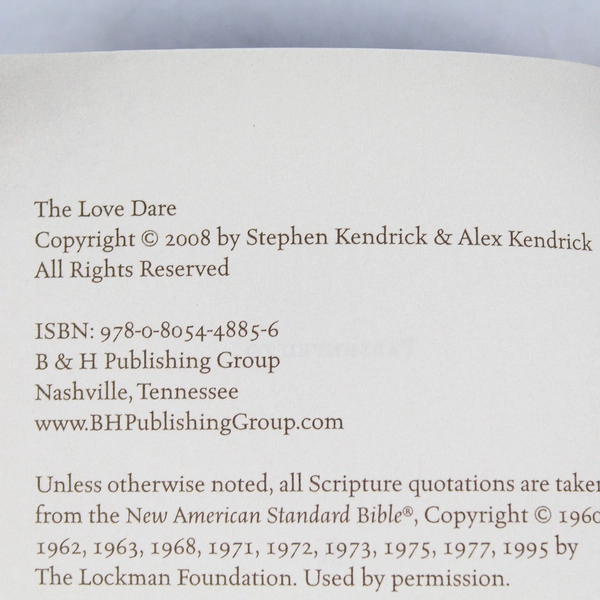 The Love Dare
Copyright © 2008 by Stephen Kendrick & Alex Kendrick
All Rights Reserved
ISBN: 978-0-8054-4885-6
B & H Publishing Group
Nashville, Tennessee
www.BHPublishingGroup.com
Unless otherwise noted, all Scripture quotations are taken
from the New American Standard Bible®, Copyright © 1960
1962, 1963, 1968, 1971, 1972, 1973, 1975, 1977, 1995 by
The Lockman Foundation. Used by permission.